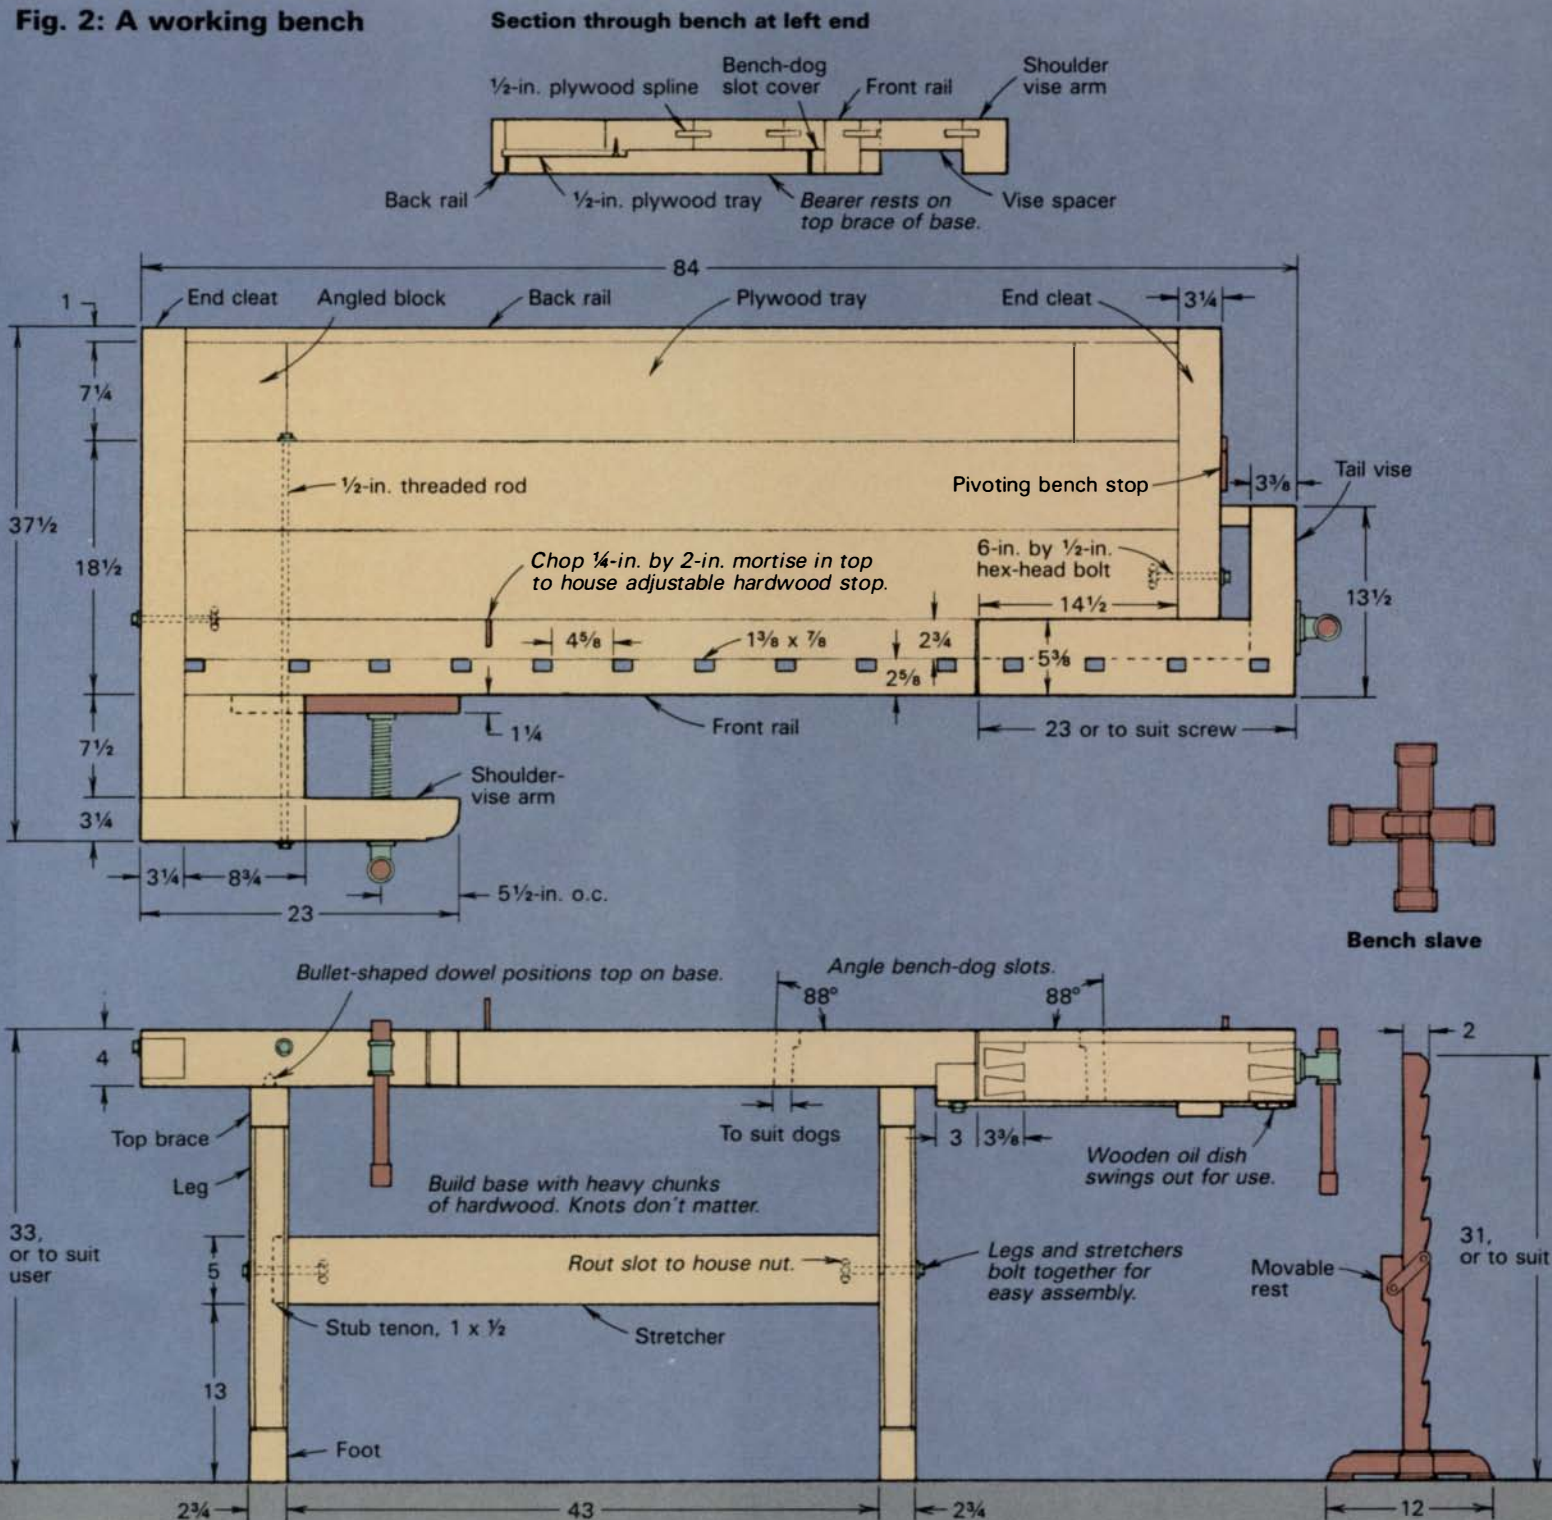 Fig. 2: A working bench
Section through bench at left end
½-in. plywood spline
Bench-dog
slot cover
Front rail
Shoulder
vise arm
Back rail
½-in. plywood tray
Bearer rests on
top brace of base.
Vise spacer
84
1
End cleat
Angled block
Back rail
Plywood tray
End cleat
3¼
7¼
½-in. threaded rod
Pivoting bench stop
3⅜
Tail vise
37½
18½
Chop ¼-in. by 2-in. mortise in top
to house adjustable hardwood stop.
6-in. by ½-in.
hex-head bolt
14½
13½
4⅝
1⅜ x ⅞
2¾
5⅜
2⅝
7½
1¼
Front rail
23 or to suit screw
Shoulder-
vise arm
3¼
3¼
8¾
5½-in. o.c.
23
Bench slave
Bullet-shaped dowel positions top on base.
Angle bench-dog slots.
88°
88°
4
2
Top brace
To suit dogs
3
3⅜
Wooden oil dish
swings out for use.
Leg
Build base with heavy chunks
of hardwood. Knots don't matter.
33,
or to suit
user
5
Rout slot to house nut.
Legs and stretchers
bolt together for
easy assembly.
Movable
rest
31,
or to suit
Stub tenon, 1 x ½
Stretcher
13
Foot
2¾
43
2¾
12